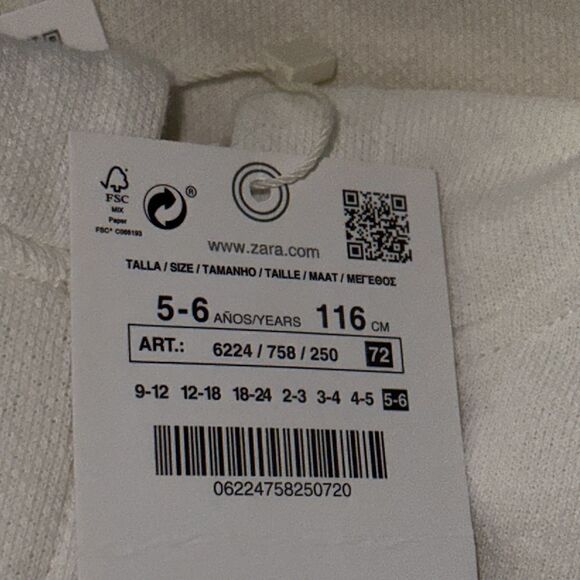 FSC
MIX
Paper
FSC® C065193
®
www.zara.com
TALLA / SIZE / TAMANHO / TAILLE / MAAT / ΜΕΓΕΘΟΣ
5-6 AÑOS/YEARS 116 CM
ART.: 6224 / 758 / 250 72
9-12 12-18 18-24 2-3 3-4 4-5 5-6
06224758250720